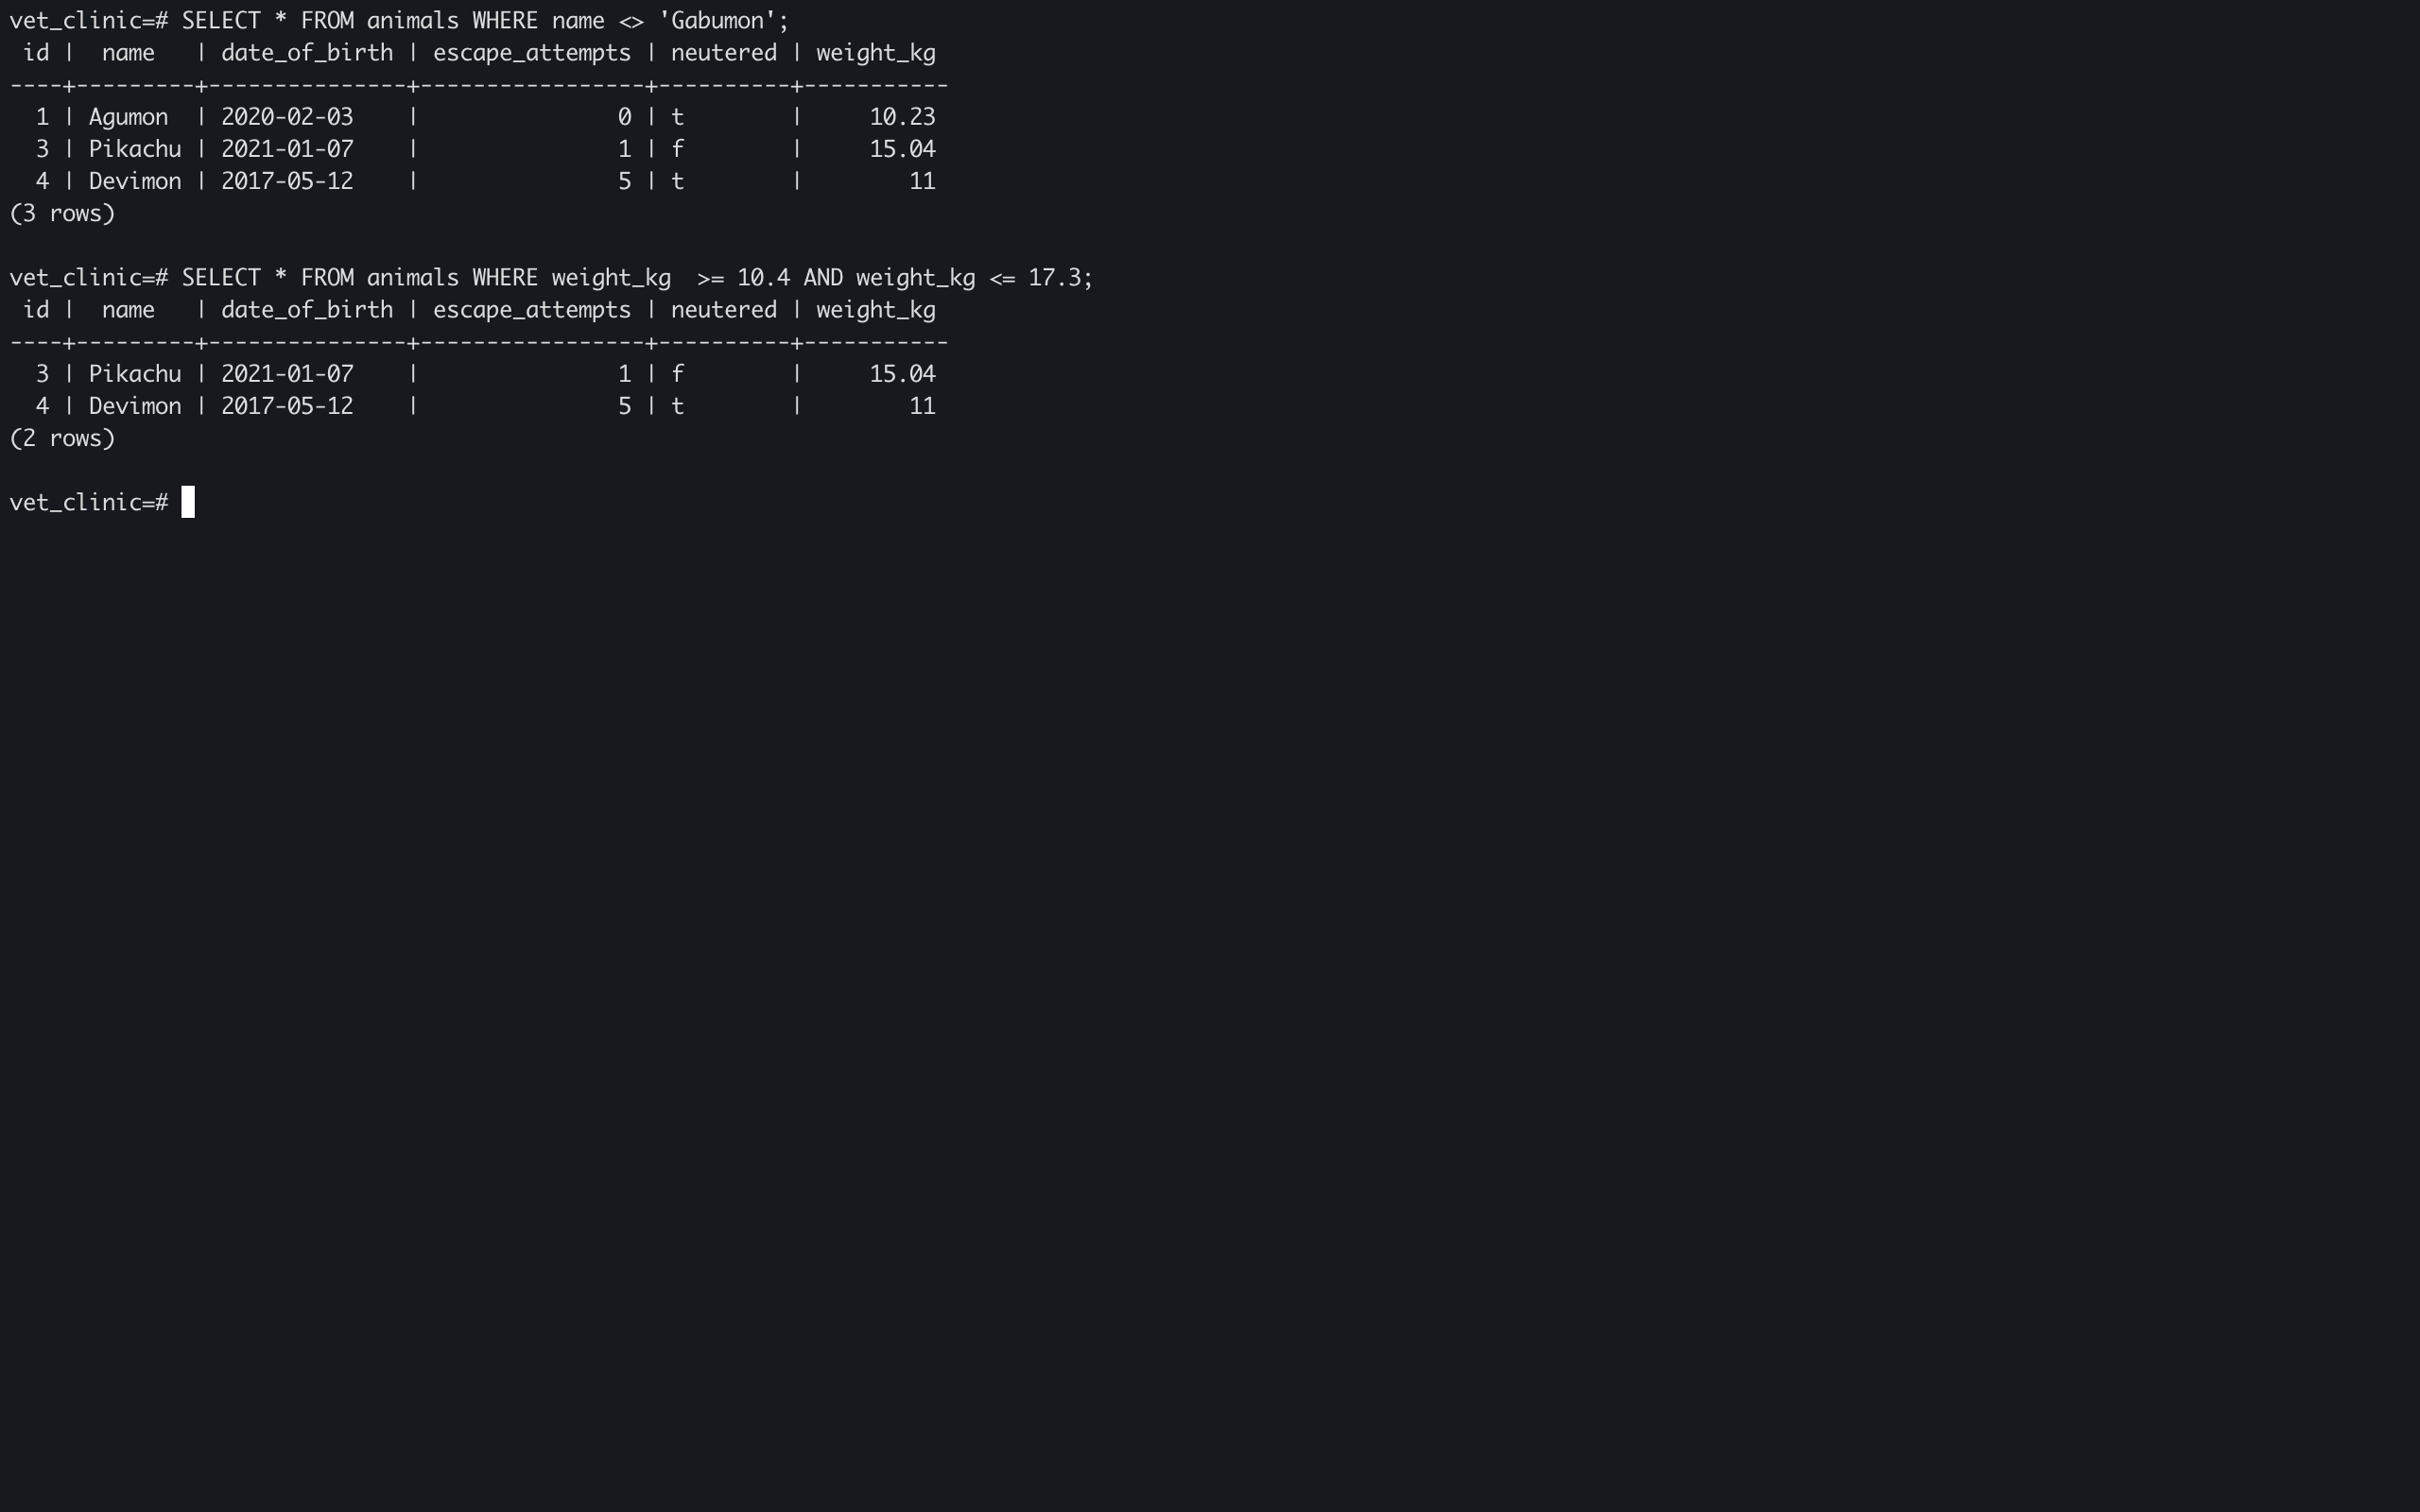 vet_clinic=# SELECT * FROM animals WHERE name <> 'Gabumon';
 id |  name   | date_of_birth | escape_attempts | neutered | weight_kg
----+---------+---------------+-----------------+----------+-----------
  1 | Agumon  | 2020-02-03    |               0 | t        |     10.23
  3 | Pikachu | 2021-01-07    |               1 | f        |     15.04
  4 | Devimon | 2017-05-12    |               5 | t        |        11
(3 rows)

vet_clinic=# SELECT * FROM animals WHERE weight_kg  >= 10.4 AND weight_kg <= 17.3;
 id |  name   | date_of_birth | escape_attempts | neutered | weight_kg
----+---------+---------------+-----------------+----------+-----------
  3 | Pikachu | 2021-01-07    |               1 | f        |     15.04
  4 | Devimon | 2017-05-12    |               5 | t        |        11
(2 rows)

vet_clinic=#